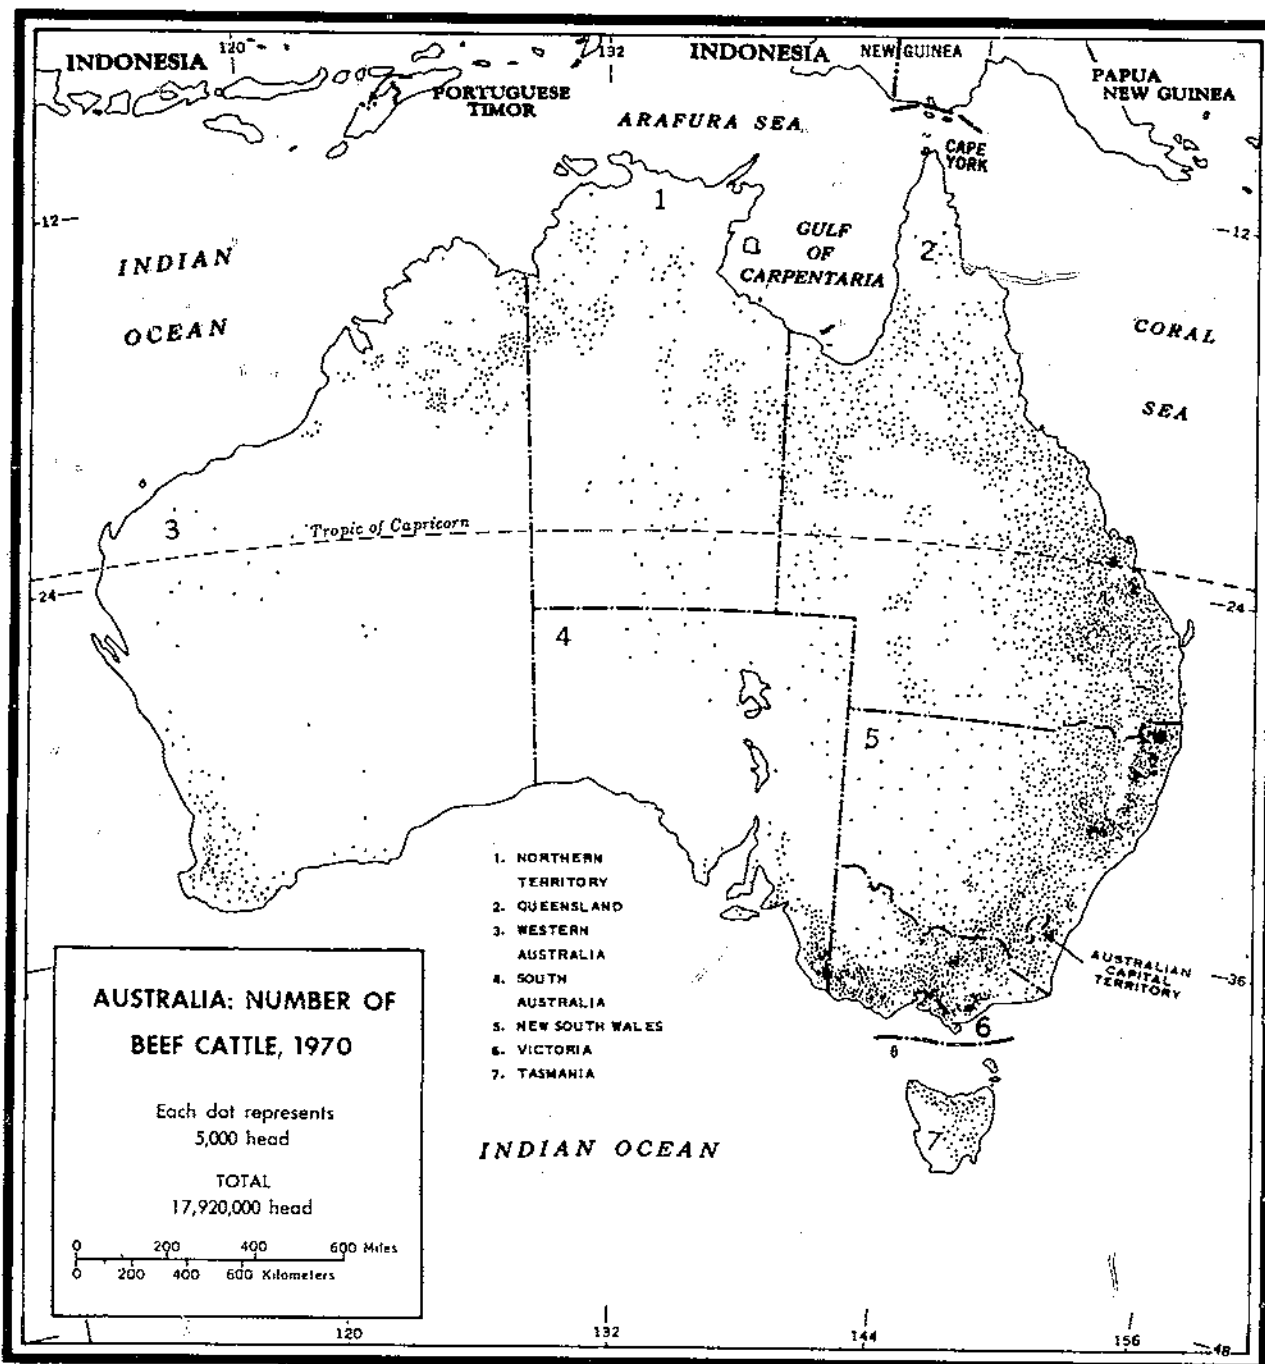 120
132
INDONESIA
INDONESIA
NEW GUINEA
PORTUGUESE
TIMOR
PAPUA
NEW GUINEA
ARAFURA SEA
CAPE
YORK
1
12
12
GULF
OF
CARPENTARIA
2
INDIAN
OCEAN
CORAL
SEA
3
Tropic of Capricorn
24
24
4
5
1. NORTHERN
TERRITORY
2. QUEENSLAND
3. WESTERN
AUSTRALIA
4. SOUTH
AUSTRALIA
5. NEW SOUTH WALES
6. VICTORIA
7. TASMANIA
AUSTRALIAN
CAPITAL
TERRITORY
36
6
7
INDIAN OCEAN
AUSTRALIA: NUMBER OF
BEEF CATTLE, 1970
Each dot represents
5,000 head
TOTAL
17,920,000 head
0 200 400 600 Miles
0 200 400 600 Kilometers
120
132
144
156
48